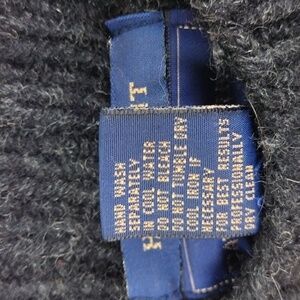 HAND WASH
SEPARATELY
IN COOL WATER
DO NOT BLEACH
DO NOT TUMBLE DRY
COOL IRON IF
NECESSARY
FOR BEST RESULTS
PROFESSIONALLY
DRY CLEAN